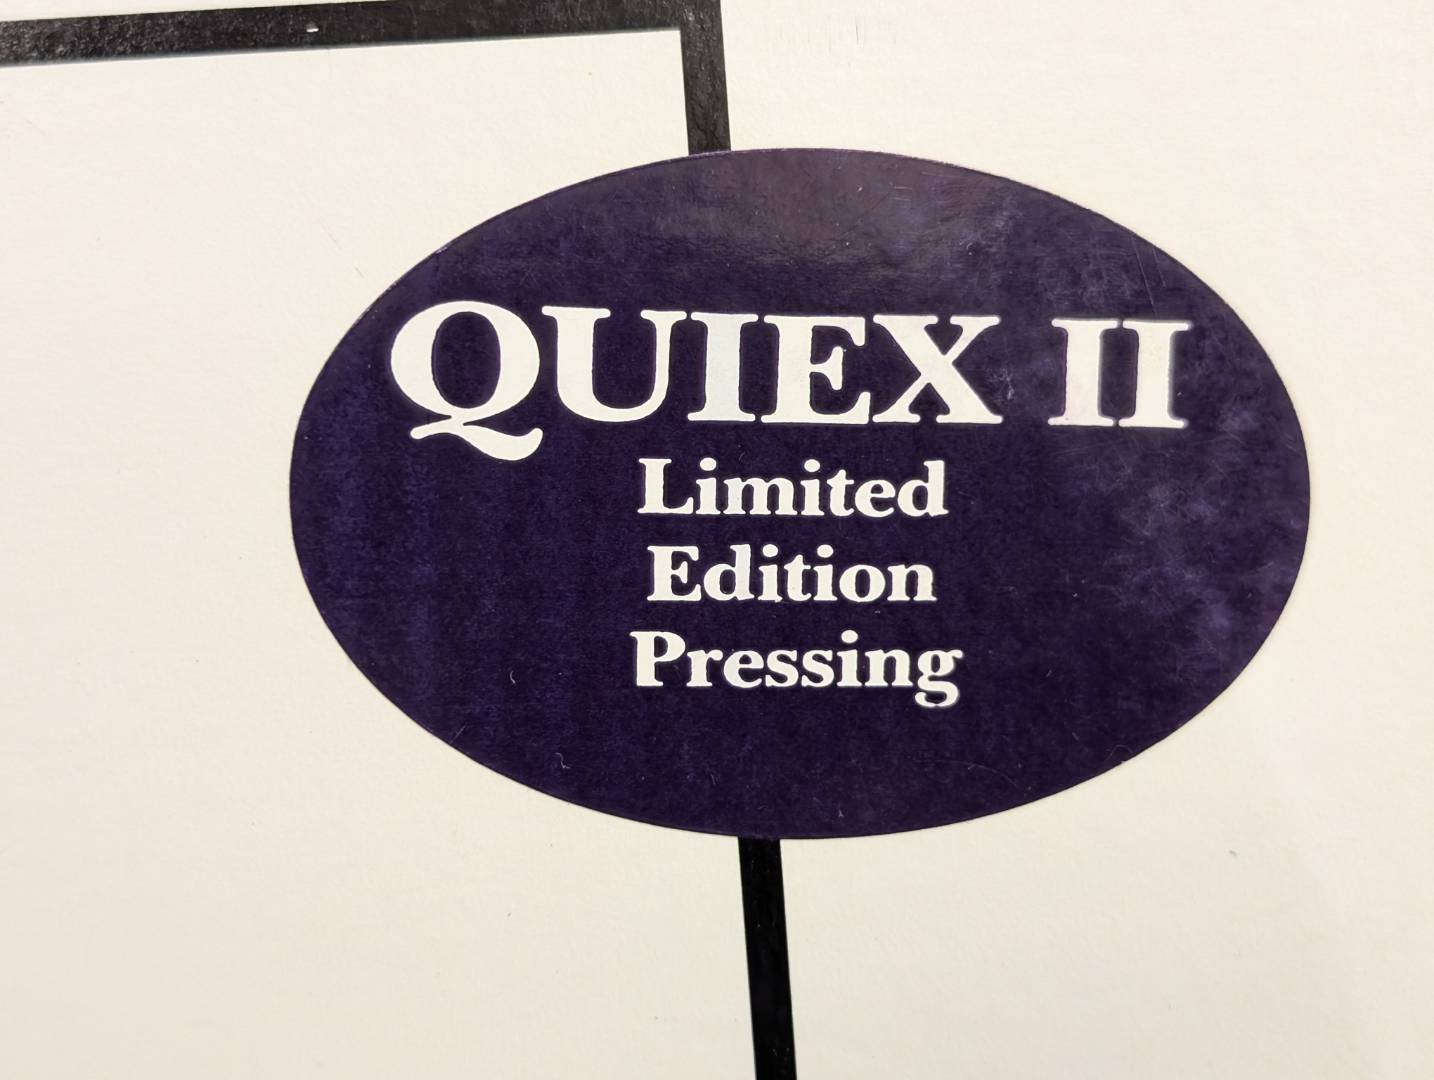 QUIEX II
Limited
Edition
Pressing